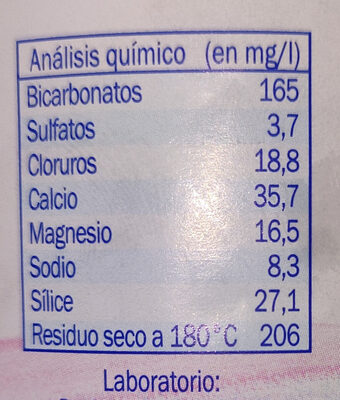 Análisis químico (en mg/l)
Bicarbonatos 165
Sulfatos 3,7
Cloruros 18,8
Calcio 35,7
Magnesio 16,5
Sodio 8,3
Sílice 27,1
Residuo seco a 180°C 206
Laboratorio: